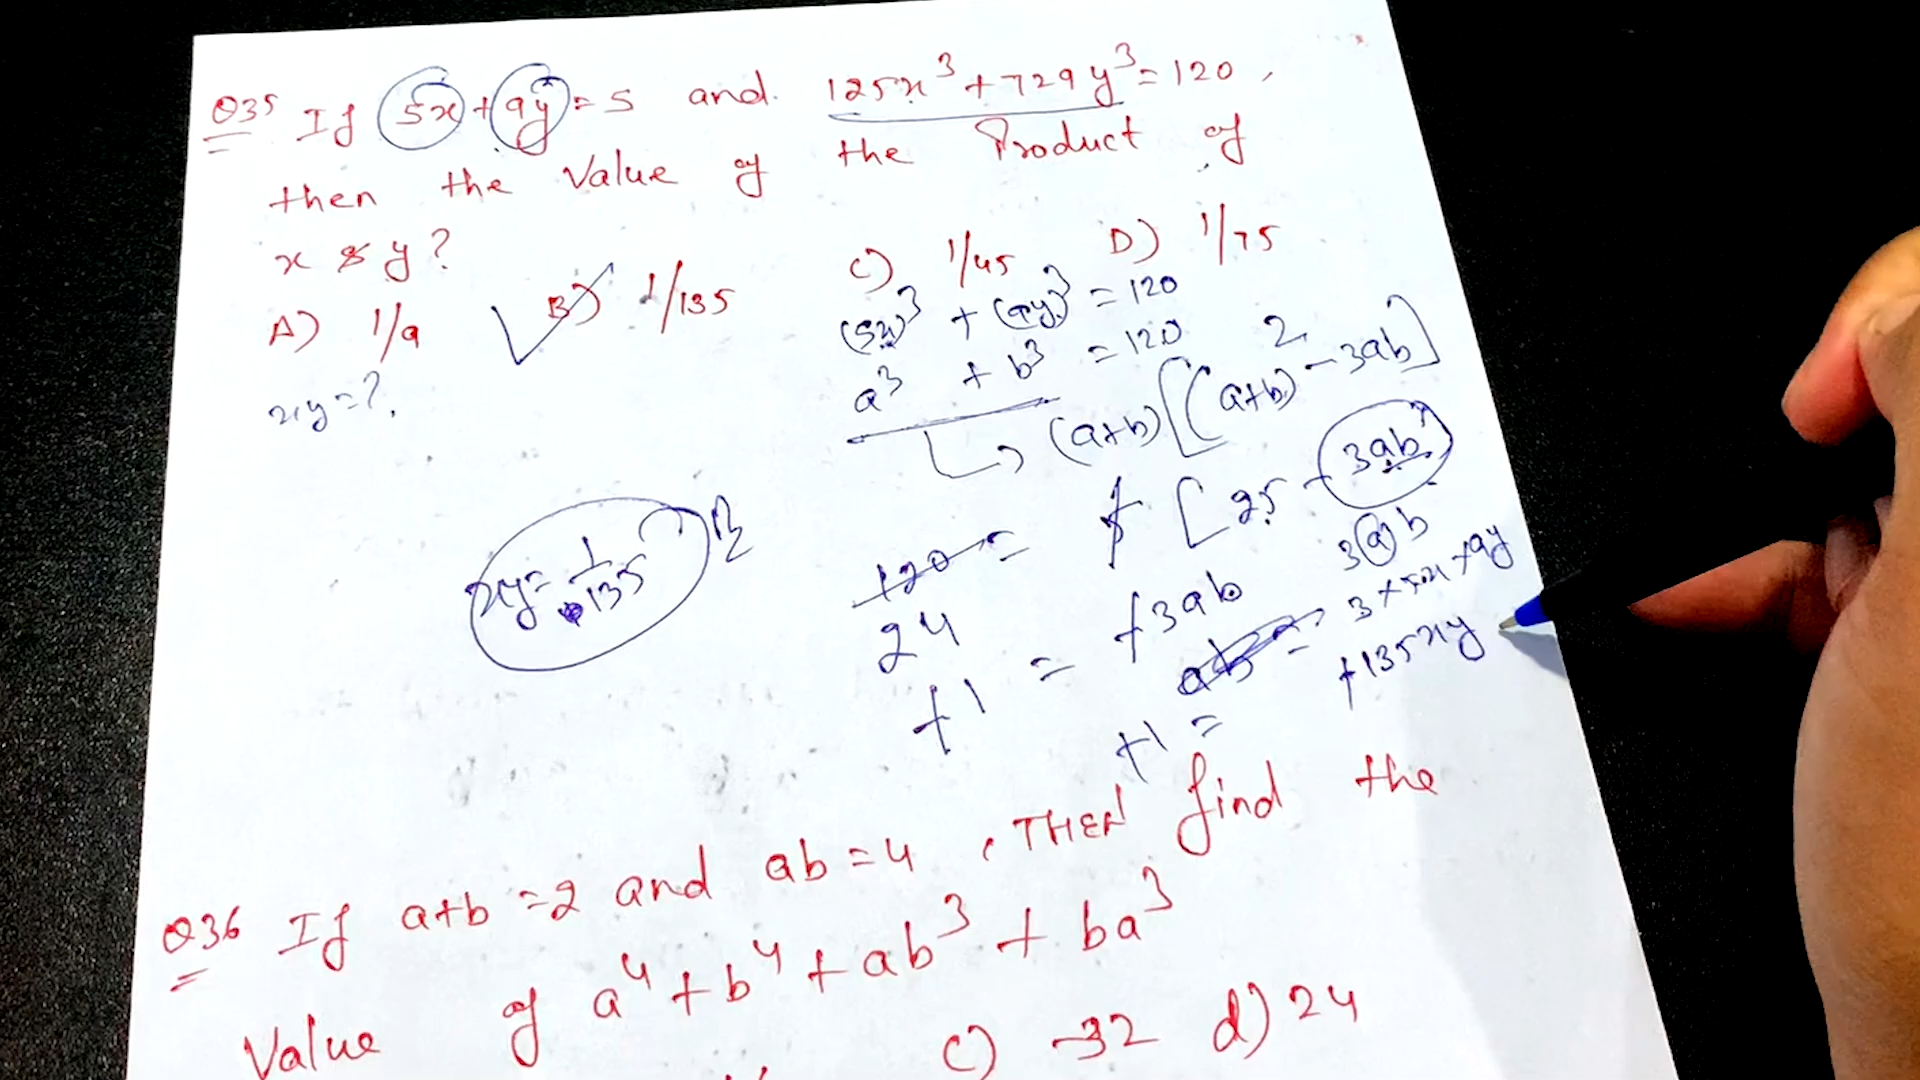 Q35 If 5x + 9y = 5 and 125x³ + 729y³ = 120,
then the Value of the Product of
x & y?
A) 1/9 B) 1/135 C) 1/45 D) 1/75
xy = ?
(5x)³ + (9y)³ = 120
a³ + b³ = 120
(a+b)[(a+b)² - 3ab]
120 = 5 [25 - 3ab
3ab
24 +3ab
3 × 5x × 9y
+1 =
ab =
+135xy
+1 =
xy = 1/135 B
Q36 If a+b = 2 and ab = 4, THEN find the
Value of a⁴ + b⁴ + ab³ + ba³
c) -32 d) 24